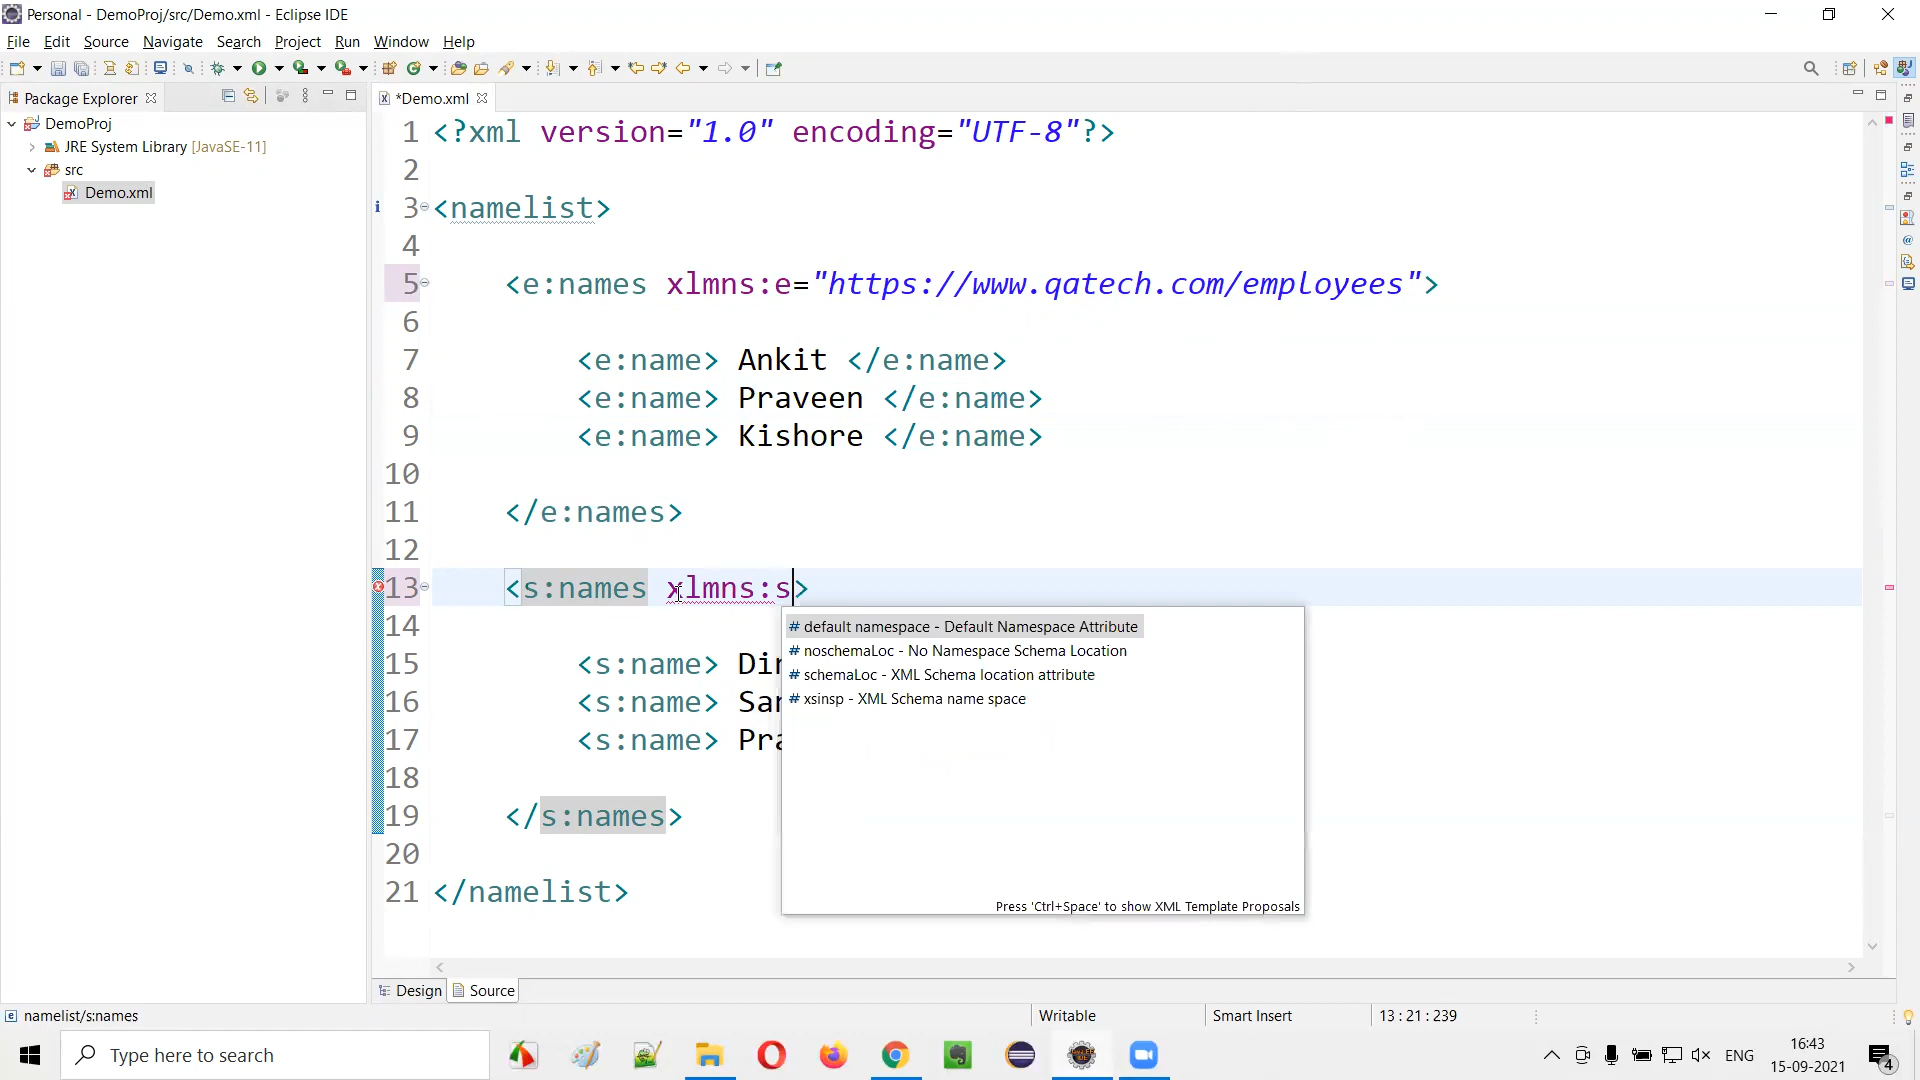 Personal - DemoProj/src/Demo.xml - Eclipse IDE
File Edit Source Navigate Search Project Run Window Help
Package Explorer
DemoProj
JRE System Library [JavaSE-11]
src
Demo.xml
*Demo.xml
1 <?xml version="1.0" encoding="UTF-8"?>
2
3 <namelist>
4
5 <e:names xlmns:e="https://www.qatech.com/employees">
6
7 <e:name> Ankit </e:name>
8 <e:name> Praveen </e:name>
9 <e:name> Kishore </e:name>
10
11 </e:names>
12
13 <s:names xlmns:s>
14
15 <s:name>
16 <s:name>
17 <s:name>
18
19 </s:names>
20
21 </namelist>
# default namespace - Default Namespace Attribute
# noschemaLoc - No Namespace Schema Location
# schemaLoc - XML Schema location attribute
# xsinsp - XML Schema name space
Press 'Ctrl+Space' to show XML Template Proposals
Design Source
namelist/s:names
Writable
Smart Insert
13 : 21 : 239
Type here to search
ENG
16:43
15-09-2021
4